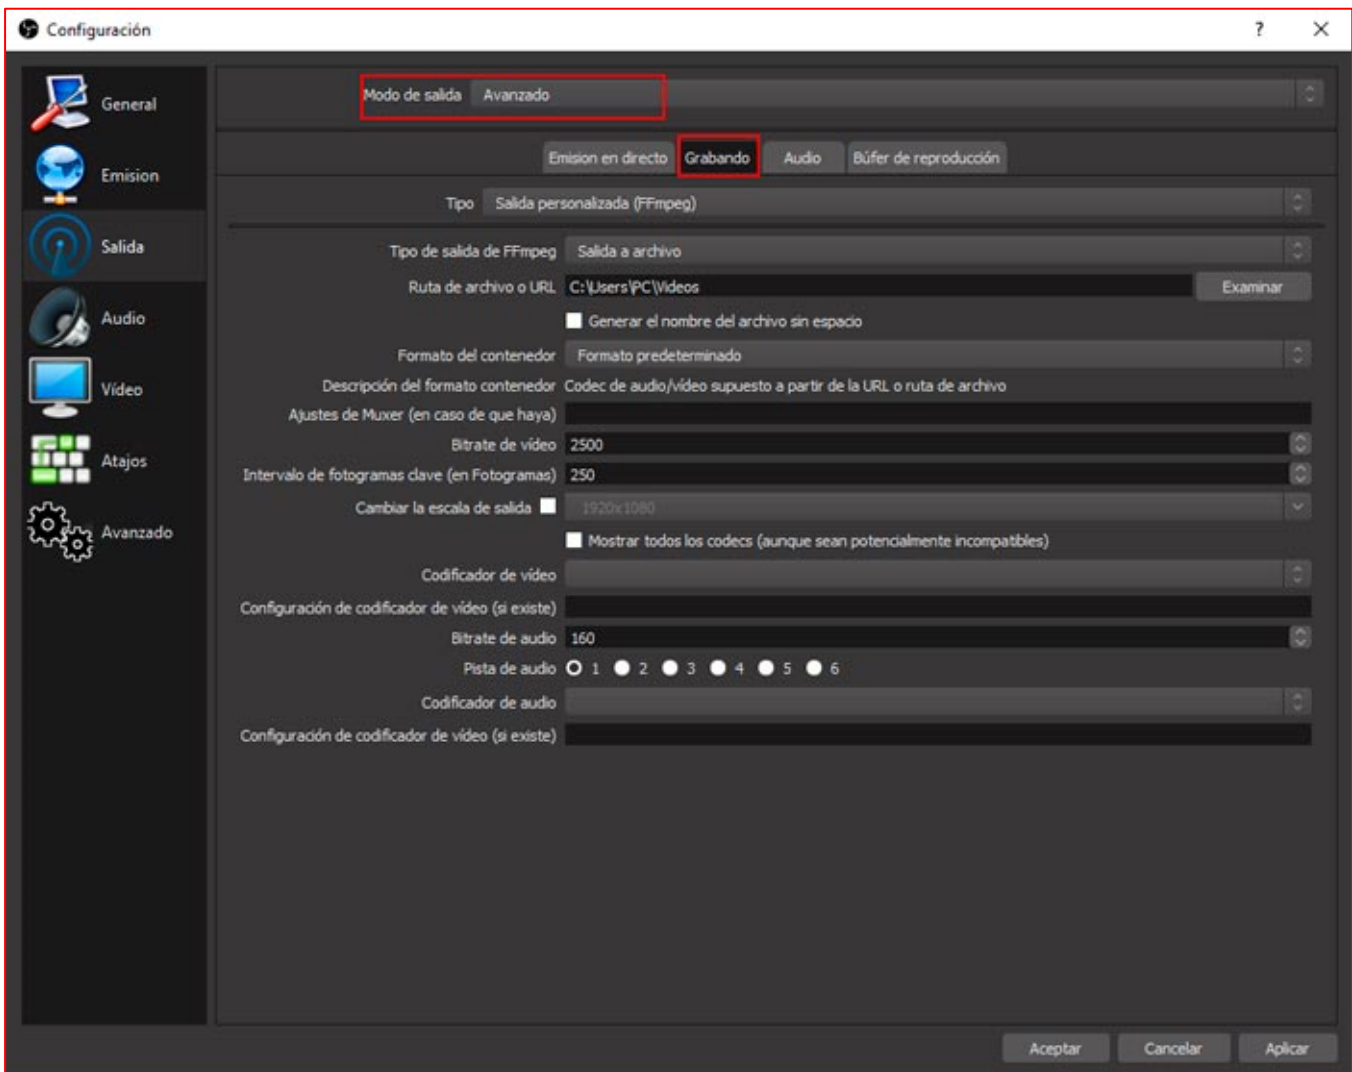 Configuración ? ×
General
Emision
Salida
Audio
Vídeo
Atajos
Avanzado
Modo de salida Avanzado
Emision en directo Grabando Audio Búfer de reproducción
Tipo Salida personalizada (FFmpeg)
Tipo de salida de FFmpeg Salida a archivo
Ruta de archivo o URL C:\Users\PC\Videos Examinar
Generar el nombre del archivo sin espacio
Formato del contenedor Formato predeterminado
Descripción del formato contenedor Codec de audio/vídeo supuesto a partir de la URL o ruta de archivo
Ajustes de Muxer (en caso de que haya)
Bitrate de vídeo 2500
Intervalo de fotogramas clave (en Fotogramas) 250
Cambiar la escala de salida 1920x1080
Mostrar todos los codecs (aunque sean potencialmente incompatibles)
Codificador de vídeo
Configuración de codificador de vídeo (si existe)
Bitrate de audio 160
Pista de audio 1 2 3 4 5 6
Codificador de audio
Configuración de codificador de vídeo (si existe)
Aceptar Cancelar Aplicar